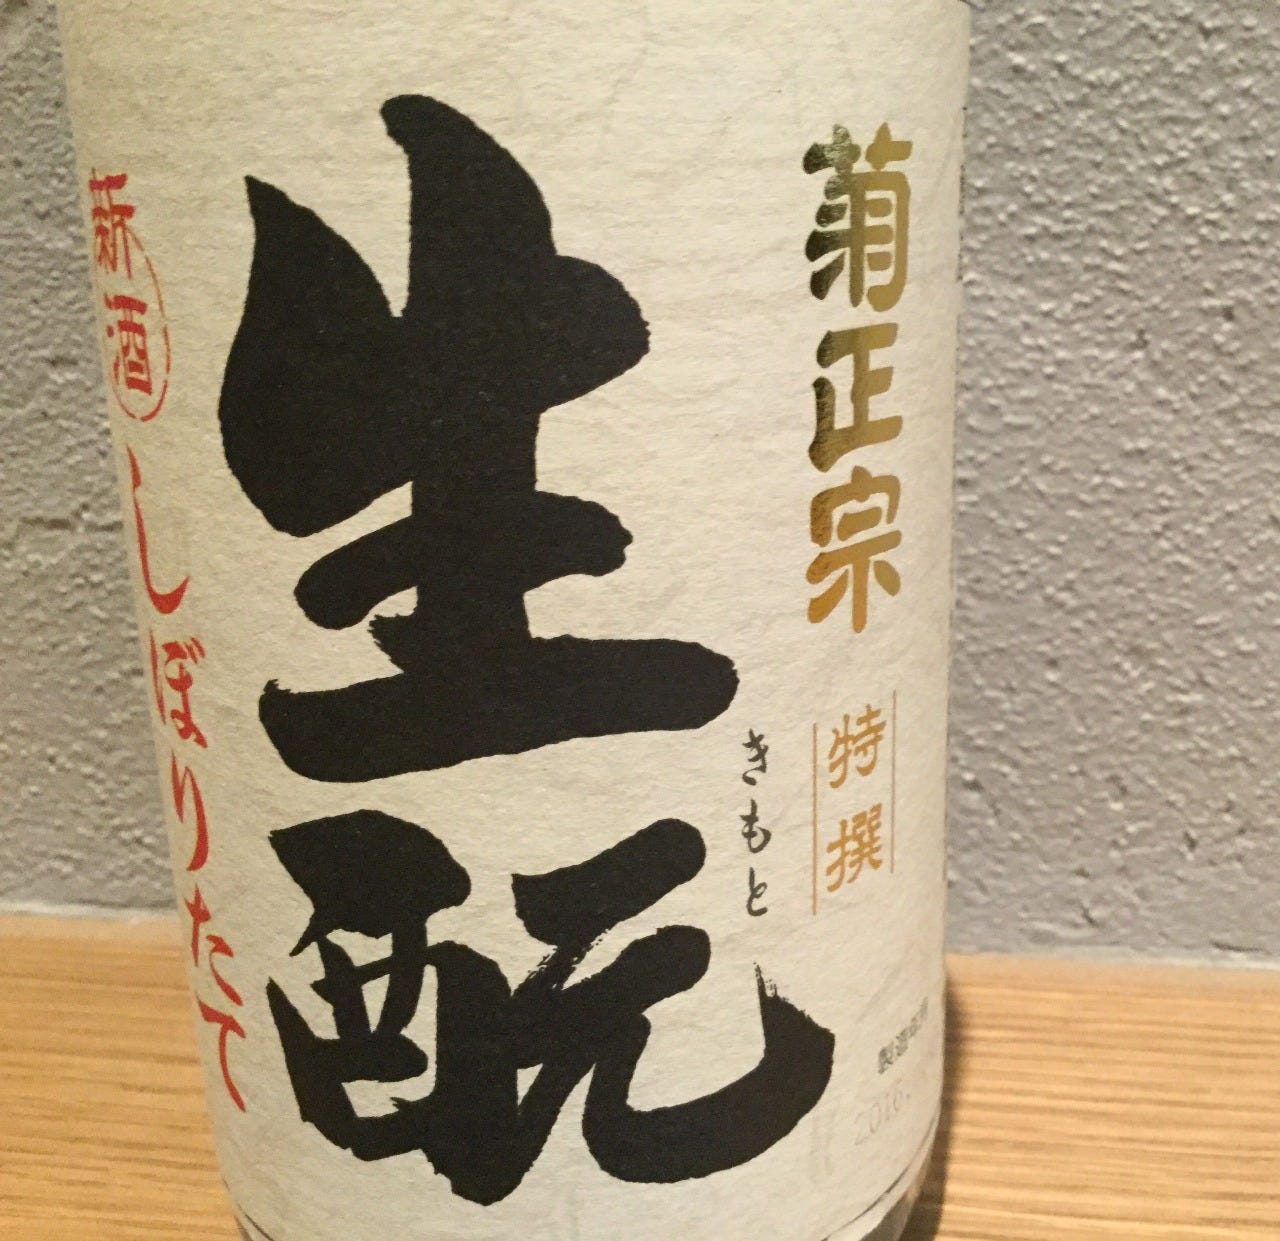 菊正宗
特撰
きもと
生酛
新酒
しぼりたて
製造年月
2016.